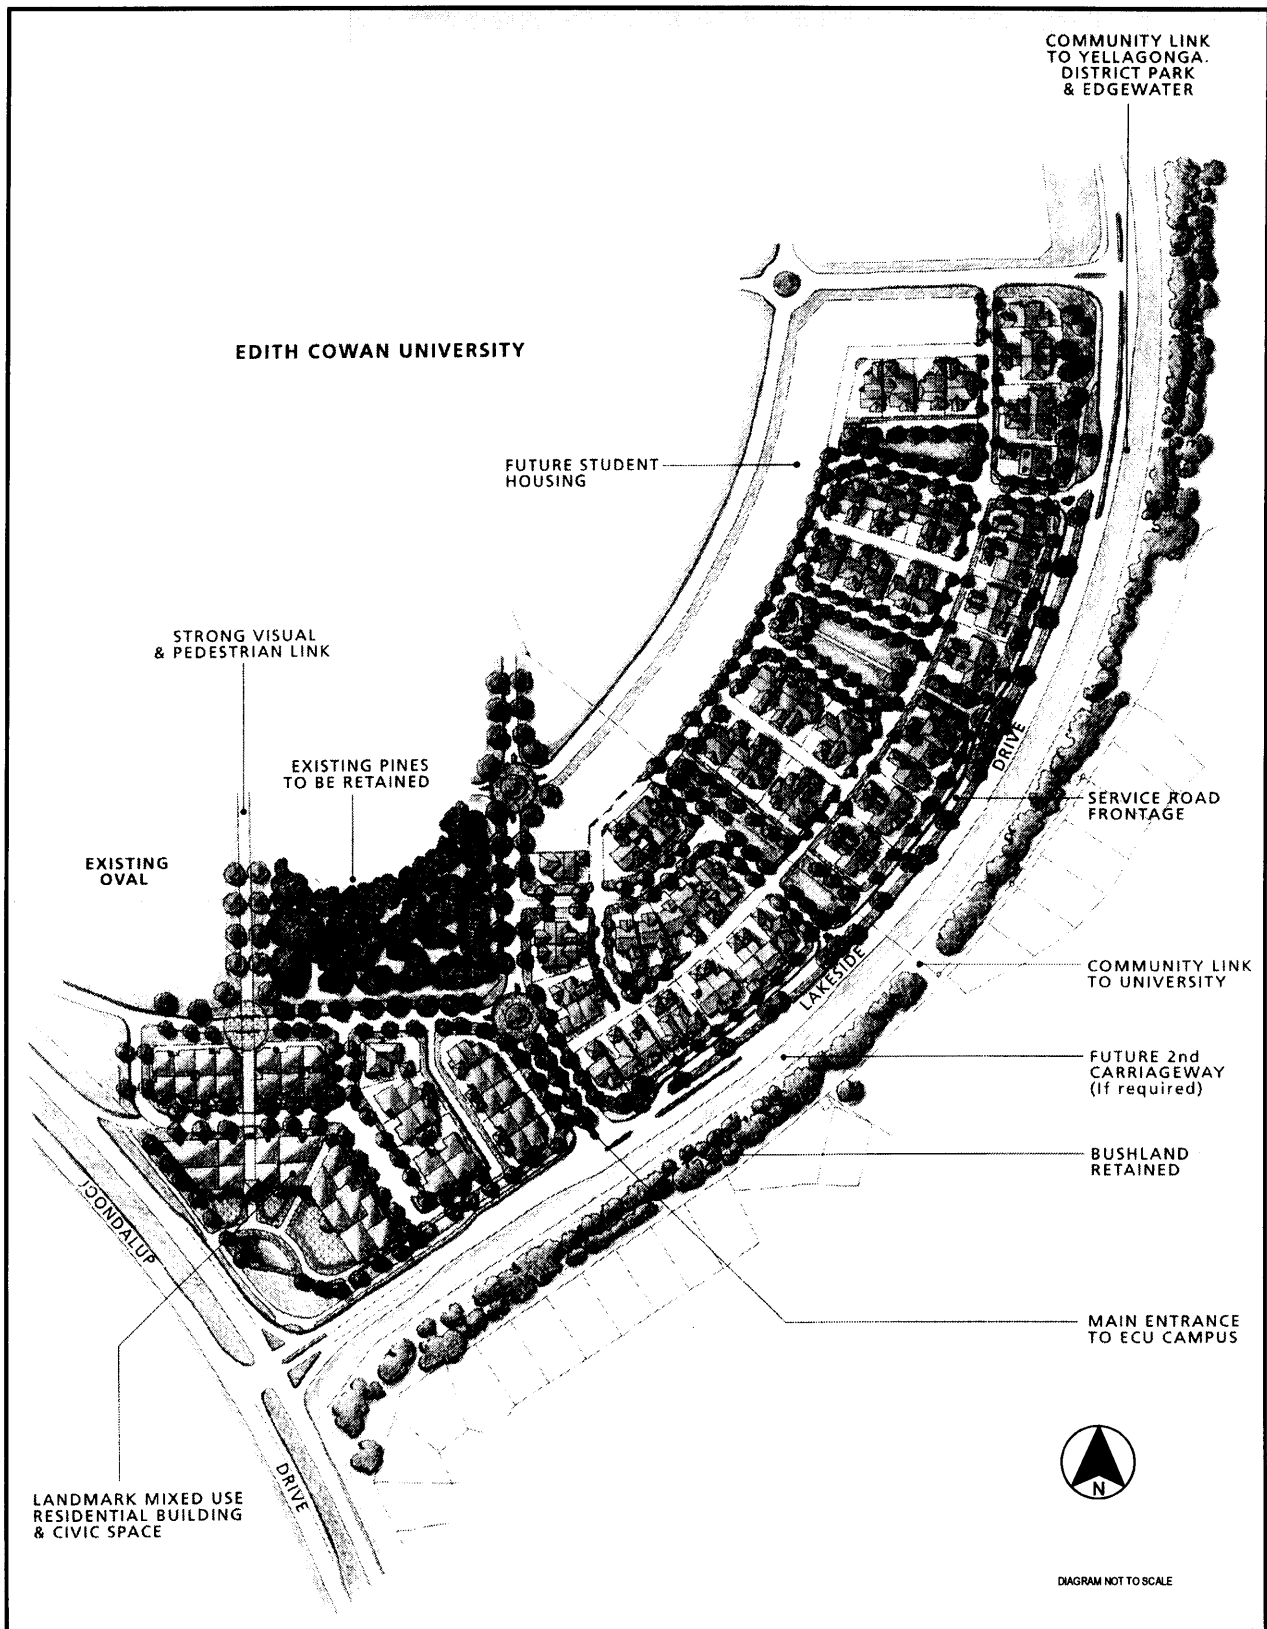 COMMUNITY LINK
TO YELLAGONGA.
DISTRICT PARK
& EDGEWATER
EDITH COWAN UNIVERSITY
FUTURE STUDENT
HOUSING
STRONG VISUAL
& PEDESTRIAN LINK
EXISTING PINES
TO BE RETAINED
EXISTING
OVAL
DRIVE
SERVICE ROAD
FRONTAGE
LAKESIDE
COMMUNITY LINK
TO UNIVERSITY
FUTURE 2nd
CARRIAGEWAY
(If required)
BUSHLAND
RETAINED
JOONDALUP
MAIN ENTRANCE
TO ECU CAMPUS
DRIVE
LANDMARK MIXED USE
RESIDENTIAL BUILDING
& CIVIC SPACE
N
DIAGRAM NOT TO SCALE